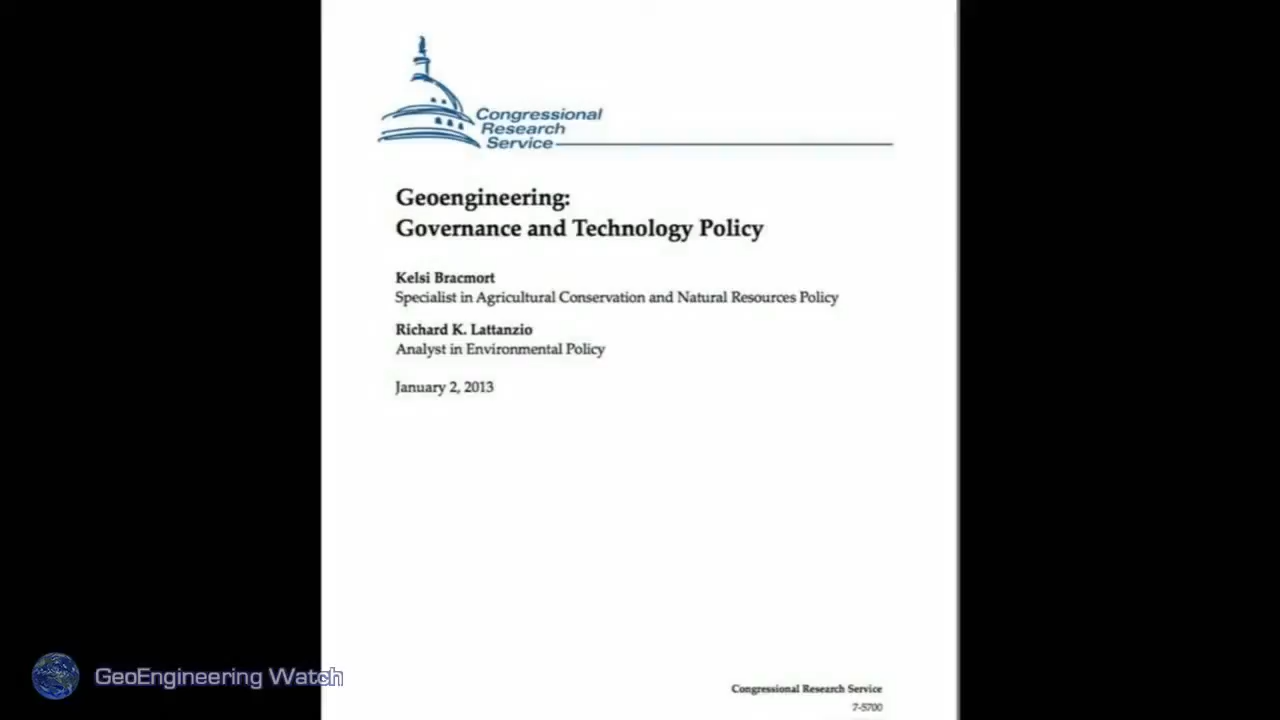 Congressional
Research
Service
Geoengineering:
Governance and Technology Policy
Kelsi Bracmort
Specialist in Agricultural Conservation and Natural Resources Policy
Richard K. Lattanzio
Analyst in Environmental Policy
January 2, 2013
Congressional Research Service
7-5700
GeoEngineering Watch